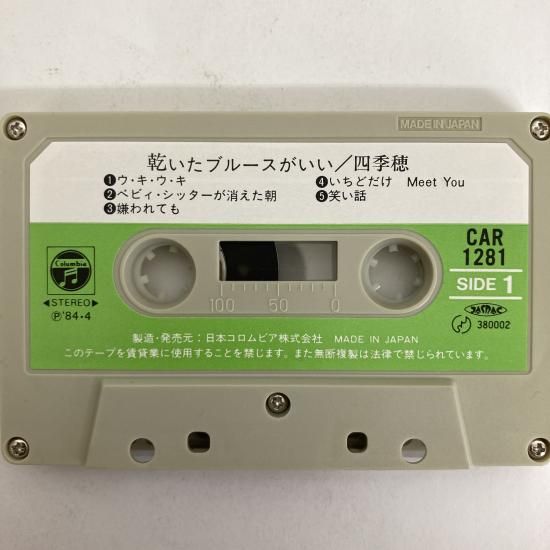 MADE IN JAPAN
乾いたブルースがいい／四季穂
❶ウ・キ・ウ・キ
❷ベビィ・シッターが消えた朝
❸嫌われても
❹いちどだけ Meet You
❺笑い話
Columbia
◀STEREO▶
Ⓟ'84・4
CAR
1281
SIDE 1
JASRAC
380002
100 50 0
製造・発売元：日本コロムビア株式会社 MADE IN JAPAN
このテープを賃貸業に使用することを禁じます。また無断複製は法律で禁じられています。